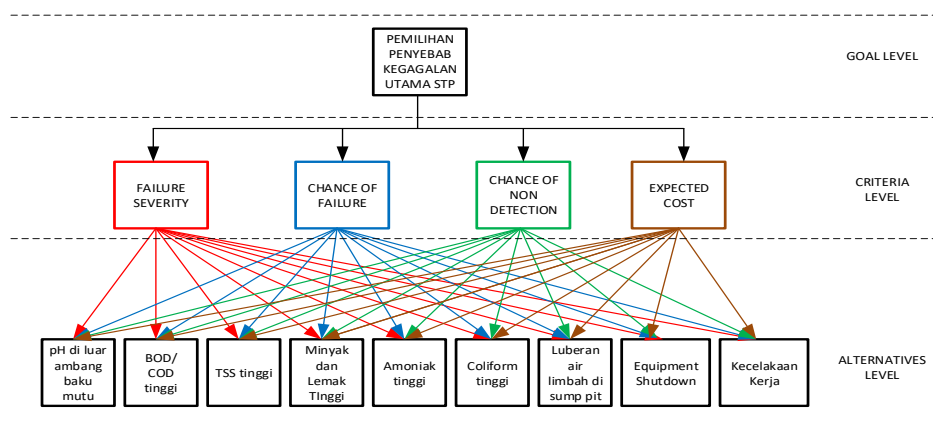 PEMILIHAN
PENYEBAB
KEGAGALAN
UTAMA STP
GOAL LEVEL
FAILURE
SEVERITY
CHANCE OF
FAILURE
CHANCE OF
NON
DETECTION
EXPECTED
COST
CRITERIA
LEVEL
pH di luar
ambang
baku
mutu
BOD/
COD
tinggi
TSS tinggi
Minyak
dan
Lemak
TInggi
Amoniak
tinggi
Coliform
tinggi
Luberan
air
limbah di
sump pit
Equipment
Shutdown
Kecelakaan
Kerja
ALTERNATIVES
LEVEL